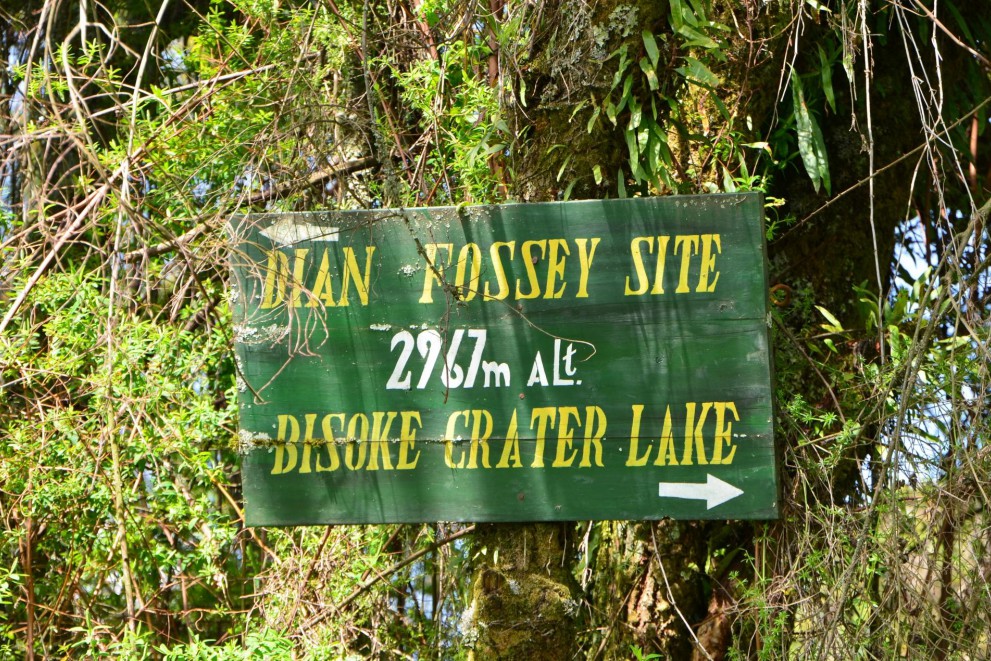 DIAN FOSSEY SITE
2967m ALt.
BISOKE CRATER LAKE